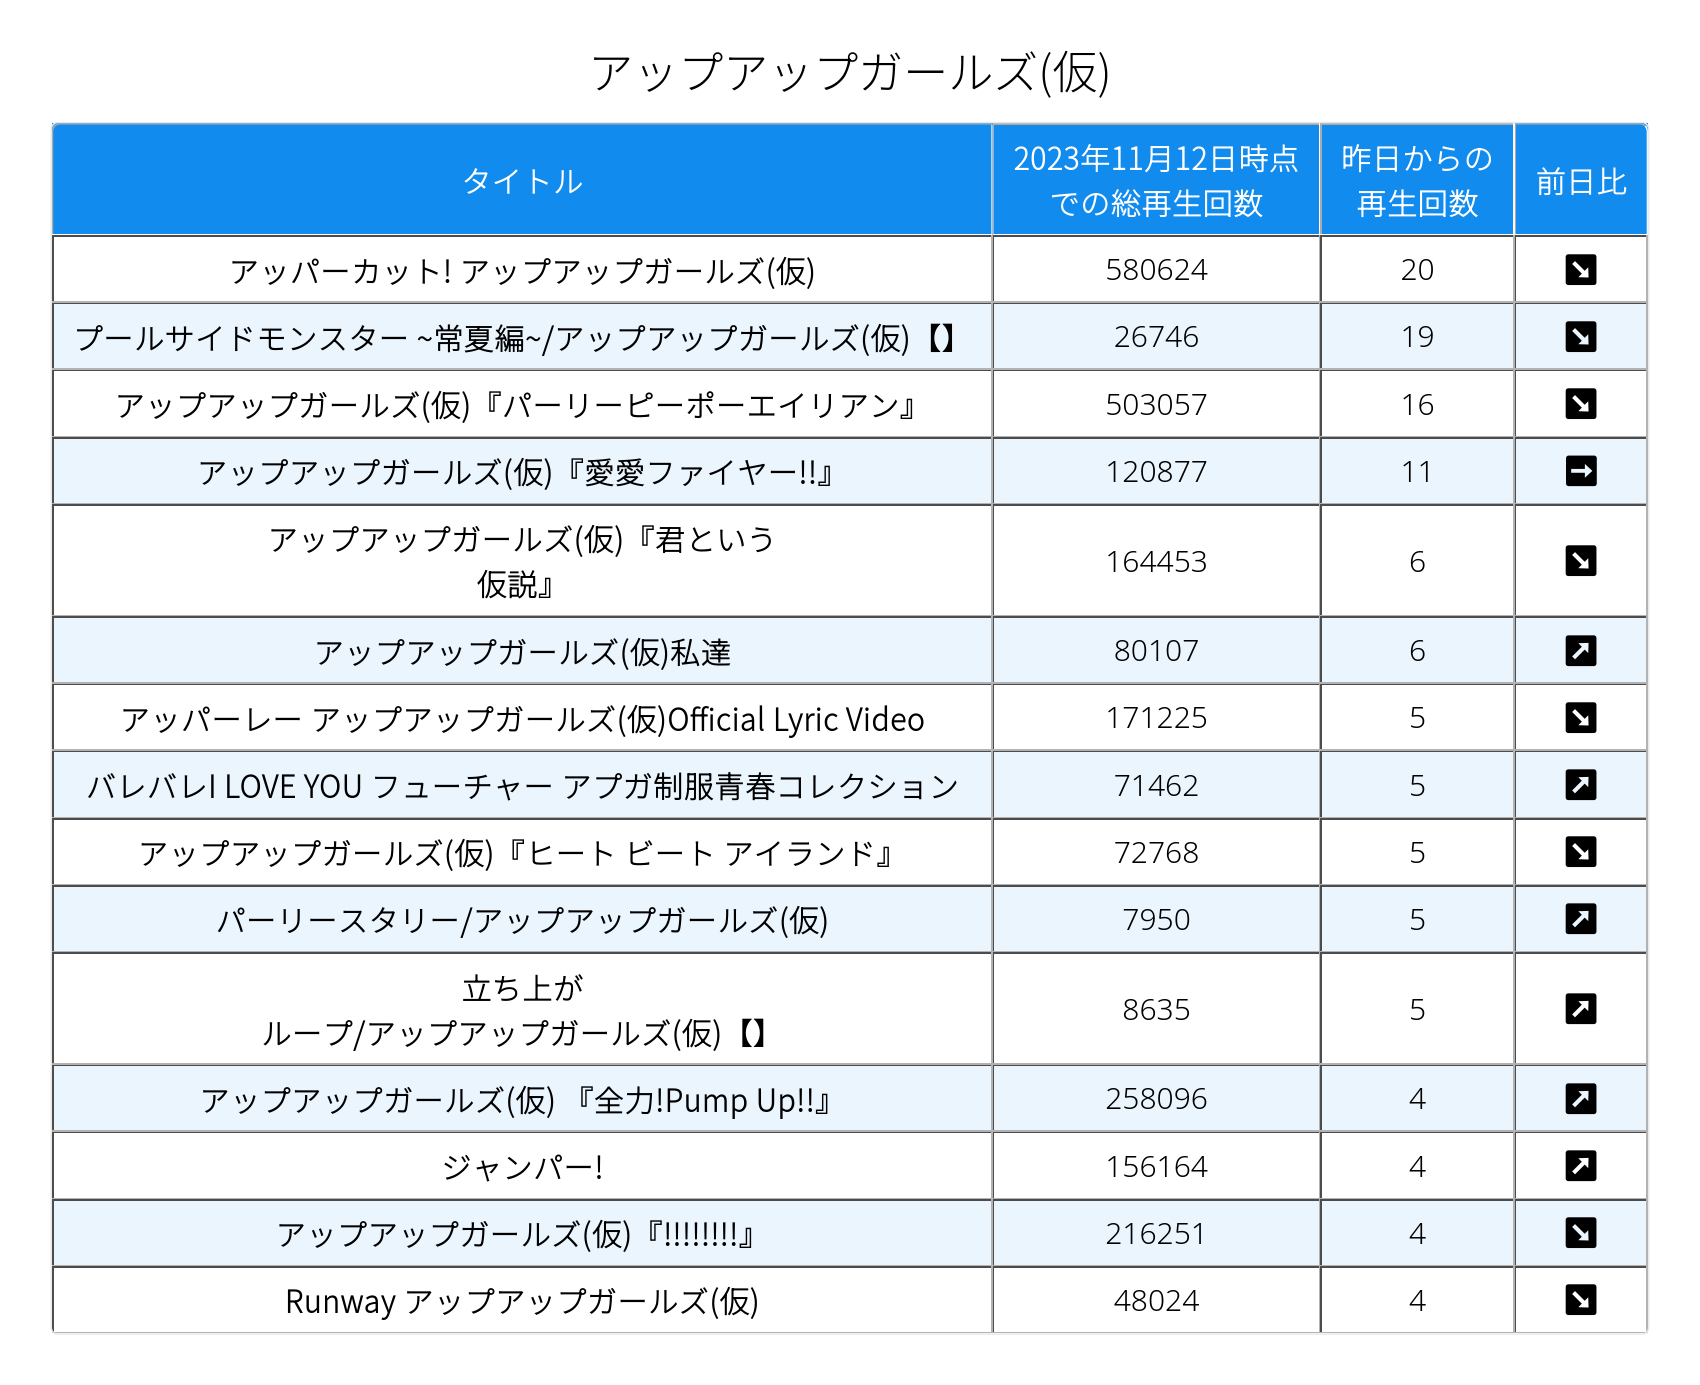 アップアップガールズ(仮)
タイトル 2023年11月12日時点での総再生回数 昨日からの再生回数 前日比
アッパーカット! アップアップガールズ(仮) 580624 20 ↘
プールサイドモンスター ~常夏編~/アップアップガールズ(仮)【】 26746 19 ↘
アップアップガールズ(仮)『パーリーピーポーエイリアン』 503057 16 ↘
アップアップガールズ(仮)『愛愛ファイヤー!!』 120877 11 →
アップアップガールズ(仮)『君という
仮説』 164453 6 ↘
アップアップガールズ(仮)私達 80107 6 ↗
アッパーレー アップアップガールズ(仮)Official Lyric Video 171225 5 ↘
バレバレI LOVE YOU フューチャー アプガ制服青春コレクション 71462 5 ↗
アップアップガールズ(仮)『ヒート ビート アイランド』 72768 5 ↘
パーリースタリー/アップアップガールズ(仮) 7950 5 ↗
立ち上が
ループ/アップアップガールズ(仮)【】 8635 5 ↗
アップアップガールズ(仮) 『全力!Pump Up!!』 258096 4 ↗
ジャンパー! 156164 4 ↗
アップアップガールズ(仮)『!!!!!!!!』 216251 4 ↘
Runway アップアップガールズ(仮) 48024 4 ↘